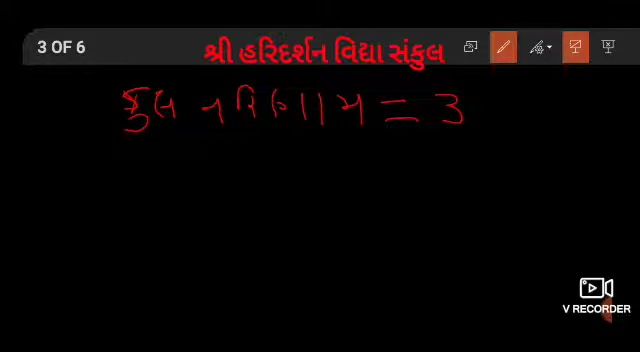 3 OF 6
શ્રી હરિદર્શન વિદ્યા સંકુલ
કુલ પરિણામ = 3
V RECORDER